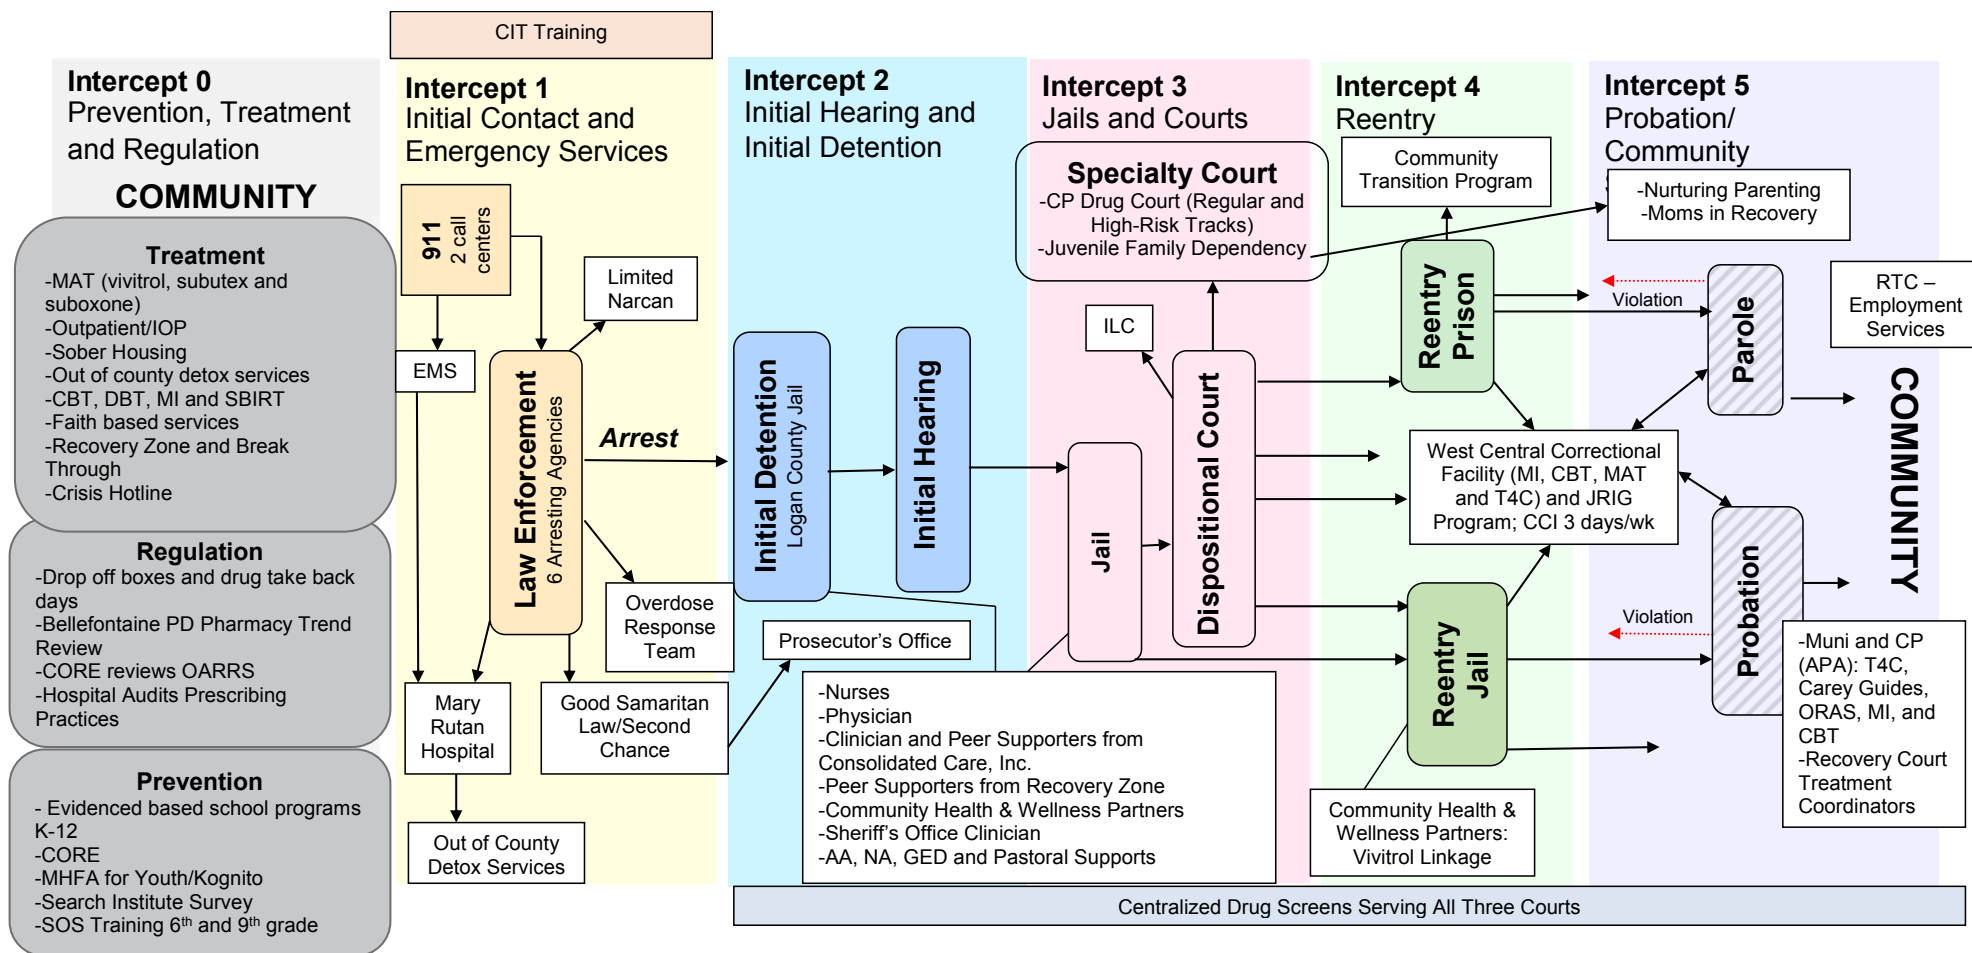 CIT Training
Intercept 0
Prevention, Treatment
and Regulation
COMMUNITY
Treatment
-MAT (vivitrol, subutex and
suboxone)
-Outpatient/IOP
-Sober Housing
-Out of county detox services
-CBT, DBT, MI and SBIRT
-Faith based services
-Recovery Zone and Break
Through
-Crisis Hotline
Regulation
-Drop off boxes and drug take back
days
-Bellefontaine PD Pharmacy Trend
Review
-CORE reviews OARRS
-Hospital Audits Prescribing
Practices
Prevention
- Evidenced based school programs
K-12
-CORE
-MHFA for Youth/Kognito
-Search Institute Survey
-SOS Training 6th and 9th grade
Intercept 1
Initial Contact and
Emergency Services
911
2 call
centers
Limited
Narcan
EMS
Law Enforcement
6 Arresting Agencies
Arrest
Overdose
Response
Team
Mary
Rutan
Hospital
Good Samaritan
Law/Second
Chance
Out of County
Detox Services
Intercept 2
Initial Hearing and
Initial Detention
Initial Detention
Logan County Jail
Initial Hearing
Prosecutor's Office
-Nurses
-Physician
-Clinician and Peer Supporters from
Consolidated Care, Inc.
-Peer Supporters from Recovery Zone
-Community Health & Wellness Partners
-Sheriff's Office Clinician
-AA, NA, GED and Pastoral Supports
Intercept 3
Jails and Courts
Specialty Court
-CP Drug Court (Regular and
High-Risk Tracks)
-Juvenile Family Dependency
ILC
Jail
Dispositional Court
Intercept 4
Reentry
Community
Transition Program
Reentry
Prison
West Central Correctional
Facility (MI, CBT, MAT
and T4C) and JRIG
Program; CCI 3 days/wk
Reentry
Jail
Community Health &
Wellness Partners:
Vivitrol Linkage
Intercept 5
Probation/
Community
-Nurturing Parenting
-Moms in Recovery
Violation
Parole
RTC –
Employment
Services
COMMUNITY
Violation
Probation
-Muni and CP
(APA): T4C,
Carey Guides,
ORAS, MI, and
CBT
-Recovery Court
Treatment
Coordinators
Centralized Drug Screens Serving All Three Courts